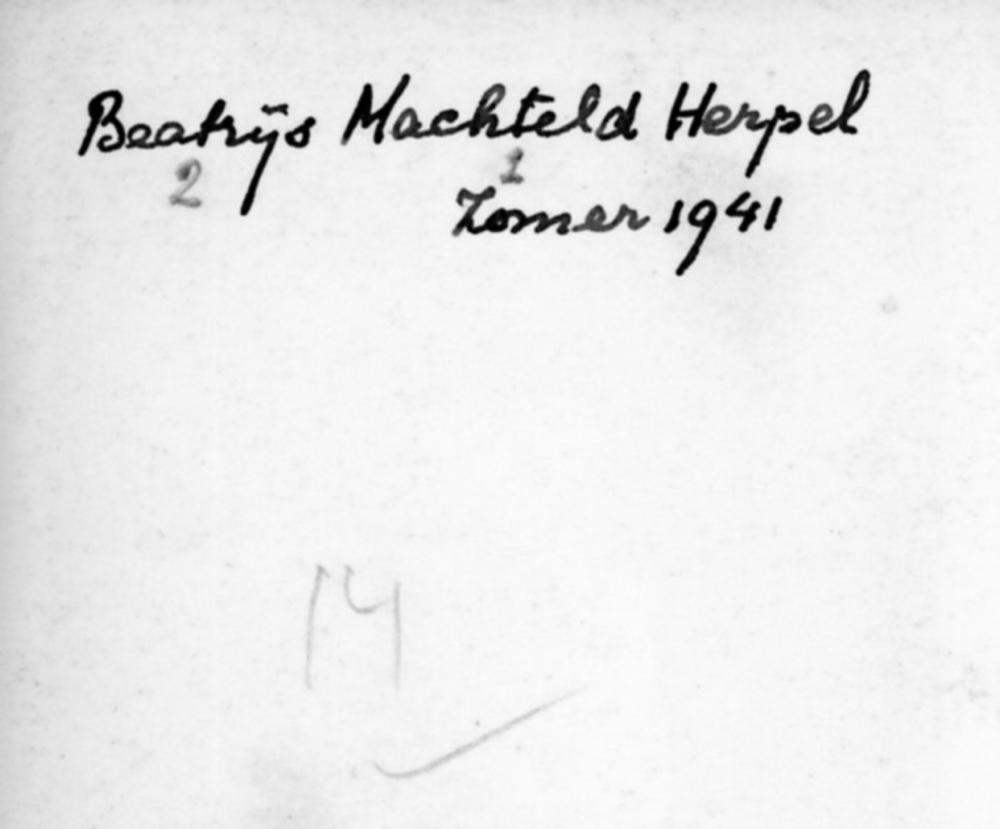 Beatrijs Machteld Herpel
2 1
Zomer 1941
14